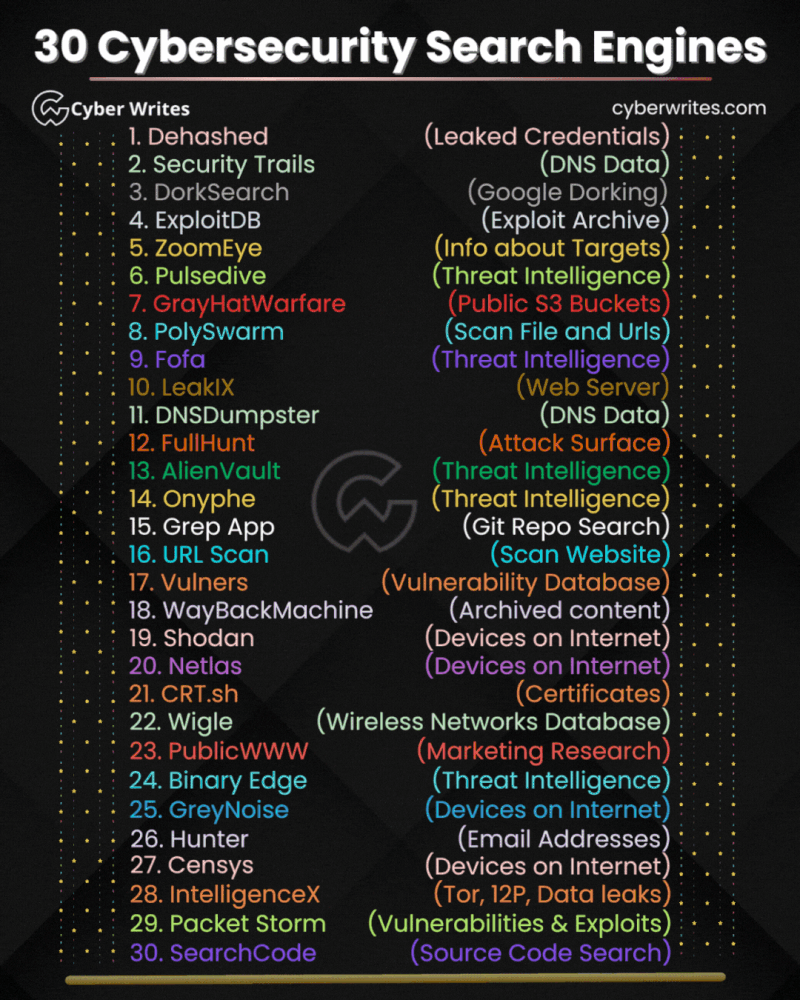 30 Cybersecurity Search Engines
Cyber Writes cyberwrites.com
1. Dehashed (Leaked Credentials)
2. Security Trails (DNS Data)
3. DorkSearch (Google Dorking)
4. ExploitDB (Exploit Archive)
5. ZoomEye (Info about Targets)
6. Pulsedive (Threat Intelligence)
7. GrayHatWarfare (Public S3 Buckets)
8. PolySwarm (Scan File and Urls)
9. Fofa (Threat Intelligence)
10. LeakIX (Web Server)
11. DNSDumpster (DNS Data)
12. FullHunt (Attack Surface)
13. AlienVault (Threat Intelligence)
14. Onyphe (Threat Intelligence)
15. Grep App (Git Repo Search)
16. URL Scan (Scan Website)
17. Vulners (Vulnerability Database)
18. WayBackMachine (Archived content)
19. Shodan (Devices on Internet)
20. Netlas (Devices on Internet)
21. CRT.sh (Certificates)
22. Wigle (Wireless Networks Database)
23. PublicWWW (Marketing Research)
24. Binary Edge (Threat Intelligence)
25. GreyNoise (Devices on Internet)
26. Hunter (Email Addresses)
27. Censys (Devices on Internet)
28. IntelligenceX (Tor, 12P, Data leaks)
29. Packet Storm (Vulnerabilities & Exploits)
30. SearchCode (Source Code Search)